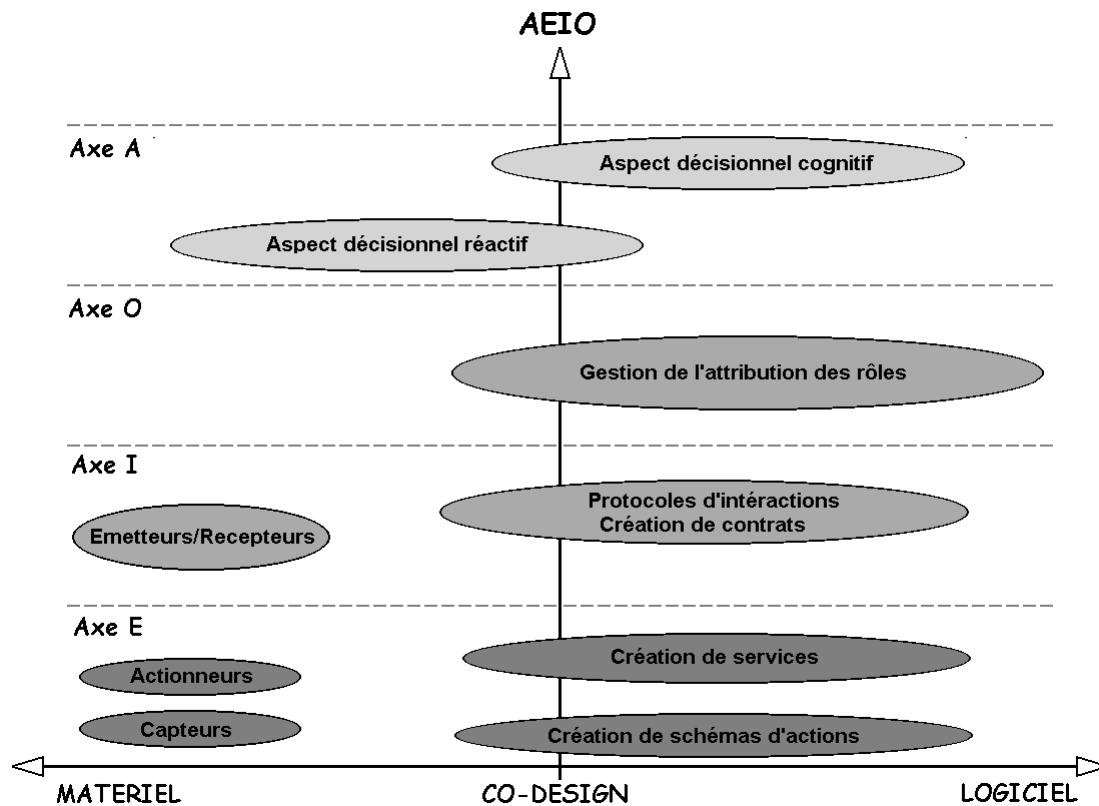 AEIO
Axe A
Aspect décisionnel cognitif
Aspect décisionnel réactif
Axe O
Gestion de l'attribution des rôles
Axe I
Protocoles d'intéractions
Création de contrats
Emetteurs/Recepteurs
Axe E
Création de services
Actionneurs
Capteurs
Création de schémas d'actions
MATERIEL
CO-DESIGN
LOGICIEL